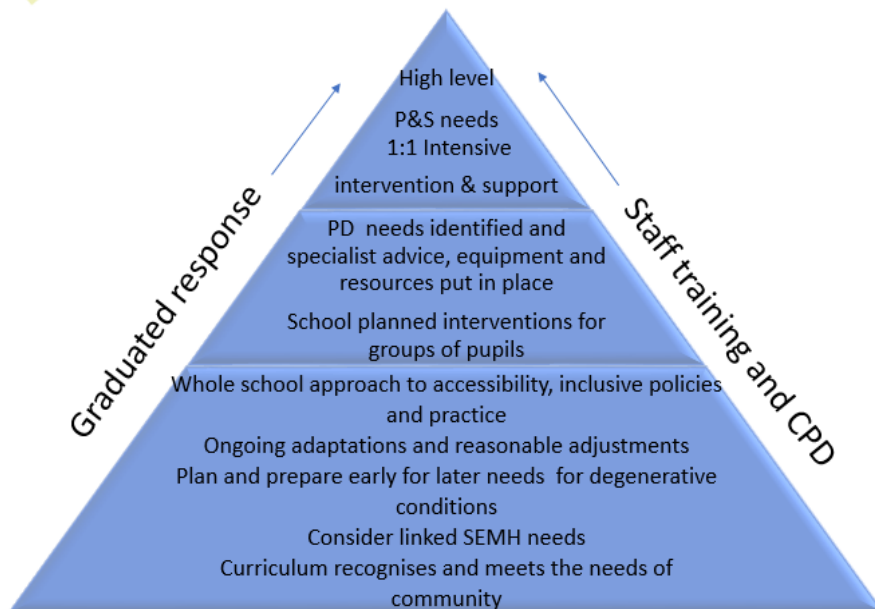 High level
P&S needs
1:1 Intensive
intervention & support
PD needs identified and
specialist advice, equipment and
resources put in place
School planned interventions for
groups of pupils
Whole school approach to accessibility, inclusive policies
and practice
Ongoing adaptations and reasonable adjustments
Plan and prepare early for later needs for degenerative
conditions
Consider linked SEMH needs
Curriculum recognises and meets the needs of
community
Graduated response
Staff training and CPD